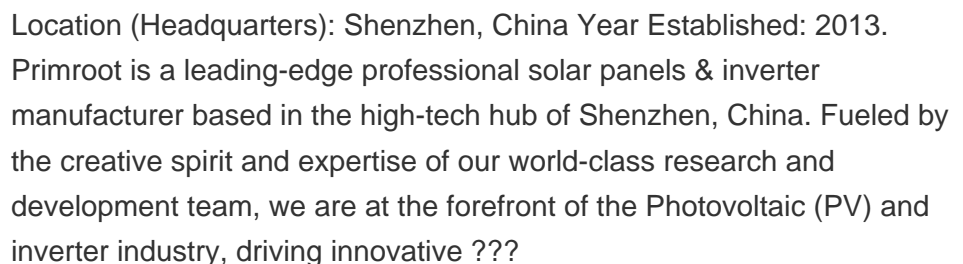 Location (Headquarters): Shenzhen, China Year Established: 2013.
Primroot is a leading-edge professional solar panels & inverter
manufacturer based in the high-tech hub of Shenzhen, China. Fueled by
the creative spirit and expertise of our world-class research and
development team, we are at the forefront of the Photovoltaic (PV) and
inverter industry, driving innovative ???